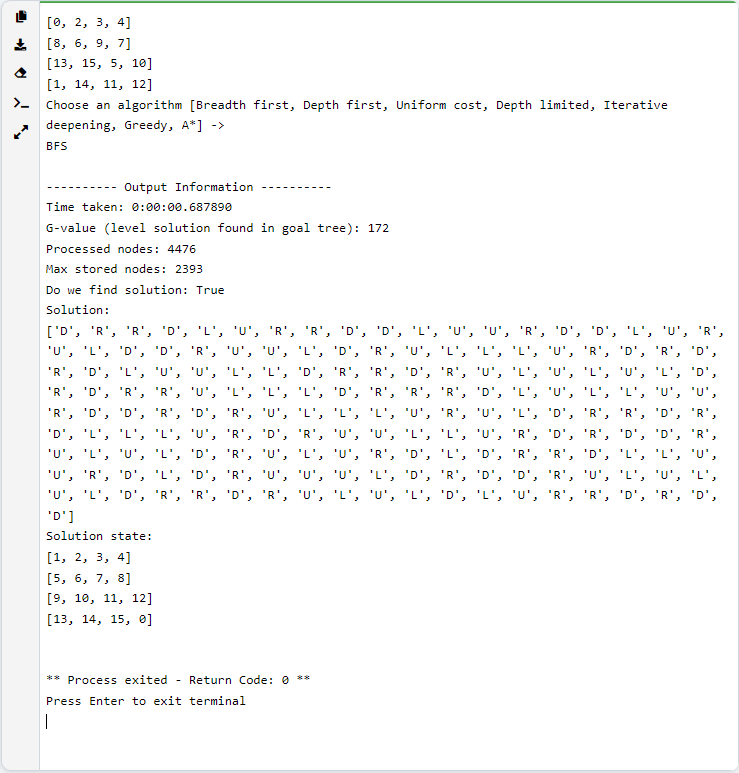 [0, 2, 3, 4]
[8, 6, 9, 7]
[13, 15, 5, 10]
[1, 14, 11, 12]
Choose an algorithm [Breadth first, Depth first, Uniform cost, Depth limited, Iterative
deepening, Greedy, A*] ->
BFS
---------- Output Information ----------
Time taken: 0:00:00.687890
G-value (level solution found in goal tree): 172
Processed nodes: 4476
Max stored nodes: 2393
Do we find solution: True
Solution:
['D', 'R', 'R', 'D', 'L', 'U', 'R', 'R', 'D', 'D', 'L', 'U', 'U', 'R', 'D', 'D', 'L', 'U', 'R',
'U', 'L', 'D', 'D', 'R', 'U', 'U', 'L', 'D', 'R', 'U', 'L', 'L', 'L', 'U', 'R', 'D', 'R', 'D',
'R', 'D', 'L', 'U', 'U', 'L', 'L', 'D', 'R', 'R', 'D', 'R', 'U', 'L', 'U', 'L', 'U', 'L', 'D',
'R', 'D', 'R', 'R', 'U', 'L', 'L', 'L', 'D', 'R', 'R', 'R', 'D', 'L', 'U', 'L', 'L', 'U', 'U',
'R', 'D', 'D', 'R', 'D', 'R', 'U', 'L', 'L', 'L', 'U', 'R', 'U', 'L', 'D', 'R', 'R', 'D', 'R',
'D', 'L', 'L', 'L', 'U', 'R', 'D', 'R', 'U', 'U', 'L', 'L', 'U', 'R', 'D', 'R', 'D', 'D', 'R',
'U', 'L', 'U', 'L', 'D', 'R', 'U', 'L', 'U', 'R', 'D', 'L', 'D', 'R', 'R', 'D', 'L', 'L', 'U',
'U', 'R', 'D', 'L', 'D', 'R', 'U', 'U', 'U', 'L', 'D', 'R', 'D', 'D', 'R', 'U', 'L', 'U', 'L',
'U', 'L', 'D', 'R', 'R', 'D', 'R', 'U', 'L', 'U', 'L', 'D', 'L', 'U', 'R', 'R', 'D', 'R', 'D',
'D']
Solution state:
[1, 2, 3, 4]
[5, 6, 7, 8]
[9, 10, 11, 12]
[13, 14, 15, 0]
** Process exited - Return Code: 0 **
Press Enter to exit terminal